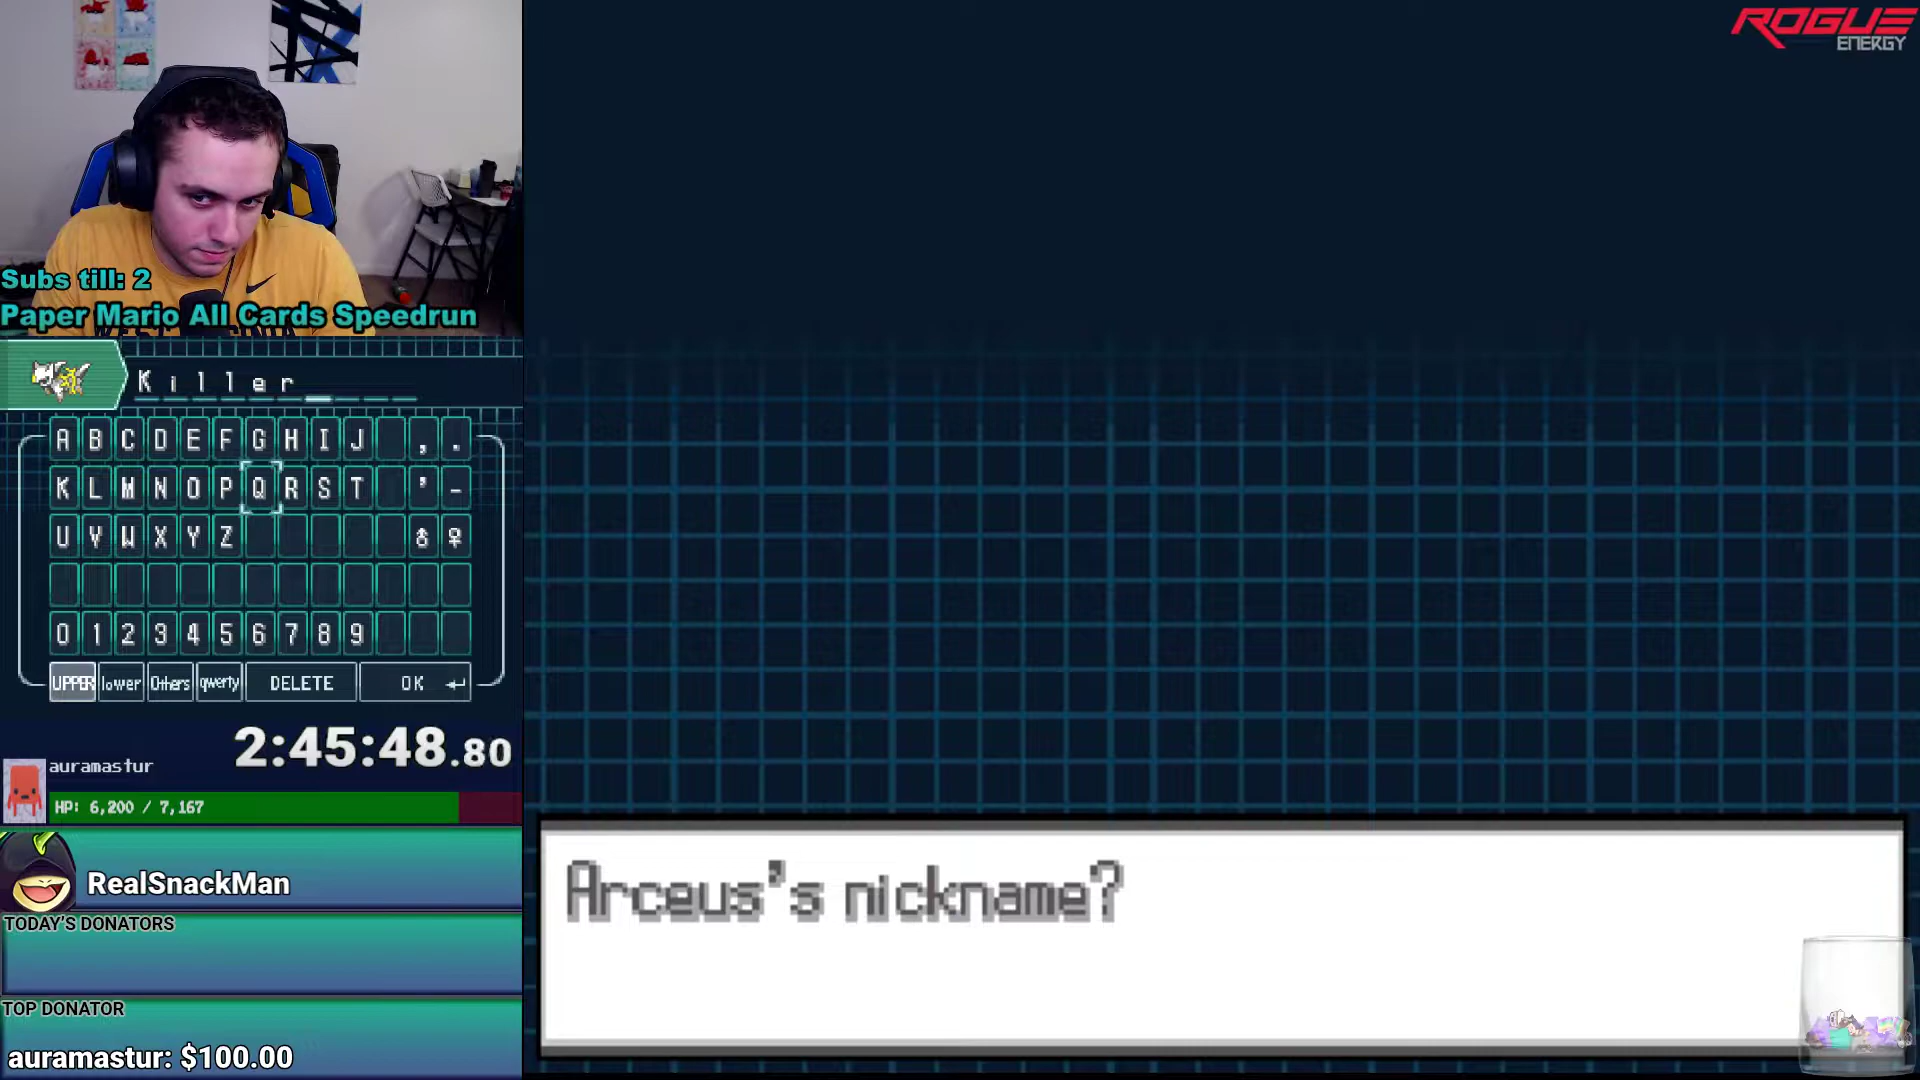 ROGUE
ENERGY
Subs till: 2
Paper Mario All Cards Speedrun
Killer
A B C D E F G H I J , .
K L M N O P Q R S T ' -
U V W X Y Z ♂ ♀
0 1 2 3 4 5 6 7 8 9
UPPER lower Others qwerty DELETE OK
2:45:48.80
auramastur
HP: 6,200 / 7,167
RealSnackMan
TODAY'S DONATORS
TOP DONATOR
auramastur: $100.00
Arceus's nickname?